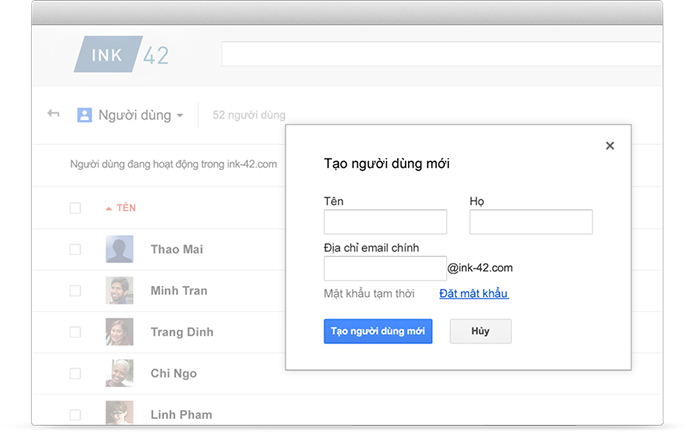 INK 42
Người dùng
52 người dùng
Người dùng đang hoạt động trong ink-42.com
TÊN
Thao Mai
Minh Tran
Trang Dinh
Chi Ngo
Linh Pham
Tạo người dùng mới
Tên
Họ
Địa chỉ email chính
@ink-42.com
Mật khẩu tạm thời
Đặt mật khẩu
Tạo người dùng mới
Hủy